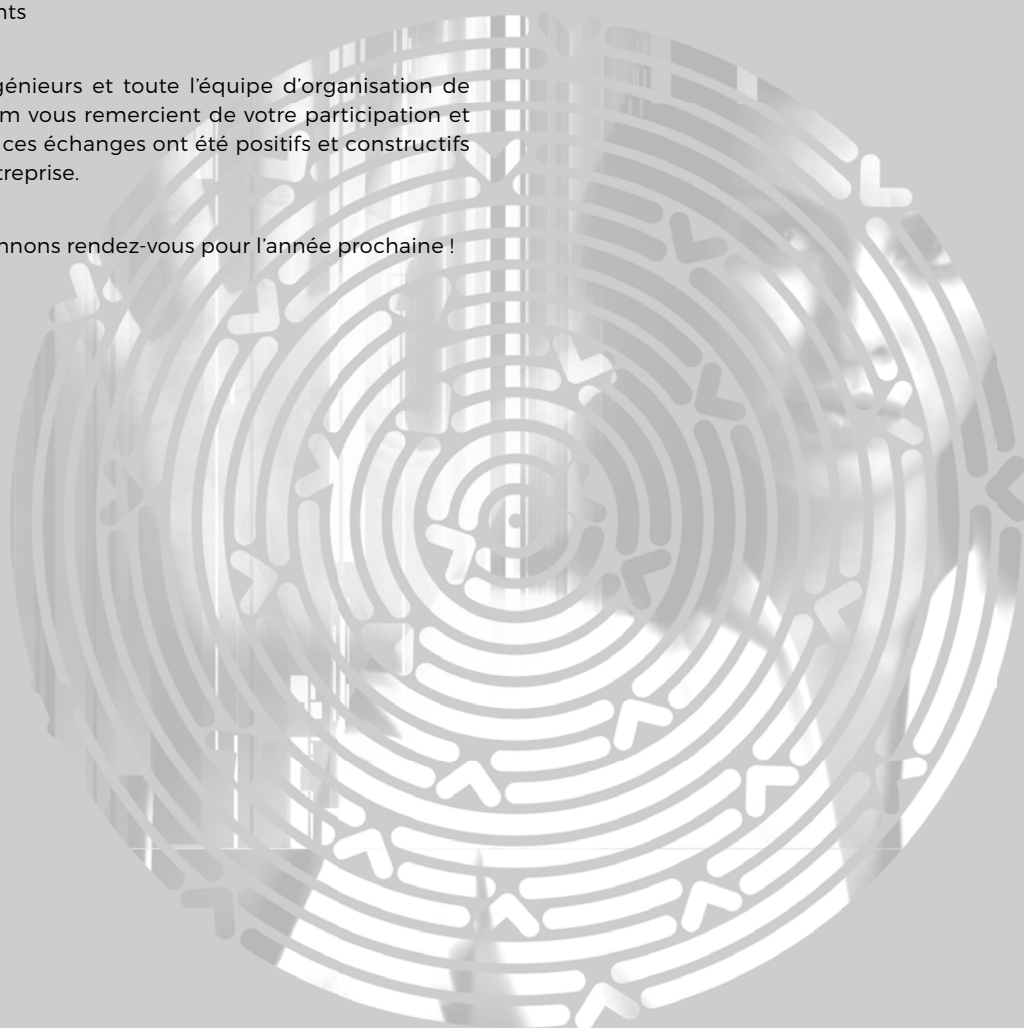 nts
génieurs et toute l’équipe d’organisation de
m vous remercient de votre participation et
ces échanges ont été positifs et constructifs
treprise.
nnons rendez-vous pour l’année prochaine !